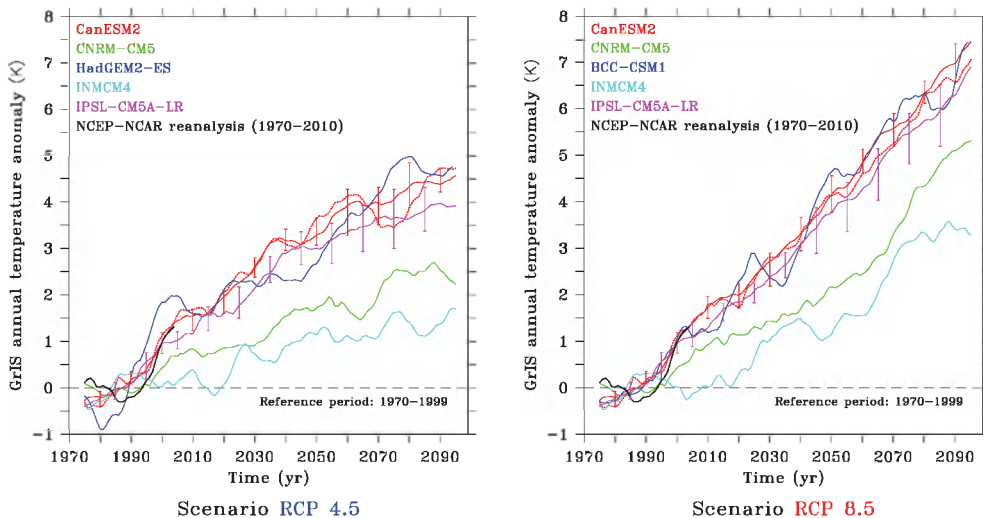 GrIS annual temperature anomaly (K)
8
7
6
5
4
3
2
1
0
−1
CanESM2
CNRM−CM5
HadGEM2−ES
INMCM4
IPSL−CM5A−LR
NCEP−NCAR reanalysis (1970−2010)
Reference period: 1970−1999
1970 1990 2010 2030 2050 2070 2090
Time (yr)
Scenario RCP 4.5
GrIS annual temperature anomaly (K)
8
7
6
5
4
3
2
1
0
−1
CanESM2
CNRM−CM5
BCC−CSM1
INMCM4
IPSL−CM5A−LR
NCEP−NCAR reanalysis (1970−2010)
Reference period: 1970−1999
1970 1990 2010 2030 2050 2070 2090
Time (yr)
Scenario RCP 8.5